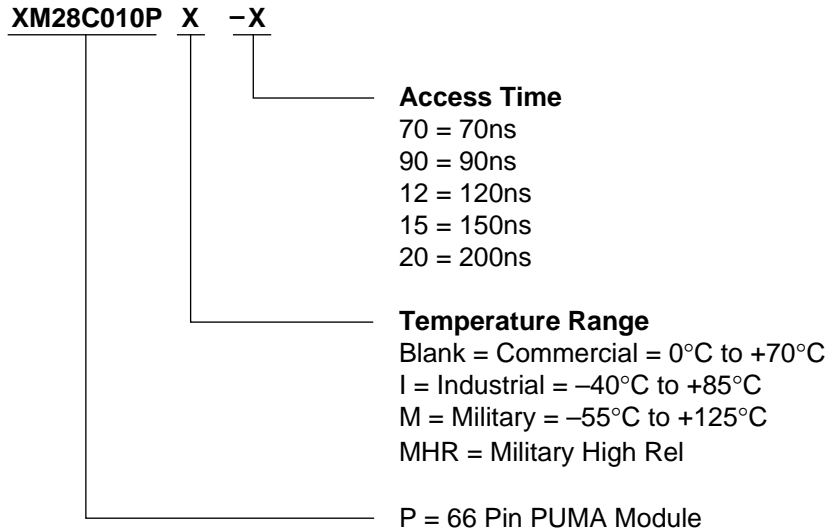 XM28C010P X –X
Access Time
70 = 70ns
90 = 90ns
12 = 120ns
15 = 150ns
20 = 200ns
Temperature Range
Blank = Commercial = 0°C to +70°C
I = Industrial = –40°C to +85°C
M = Military = –55°C to +125°C
MHR = Military High Rel
P = 66 Pin PUMA Module